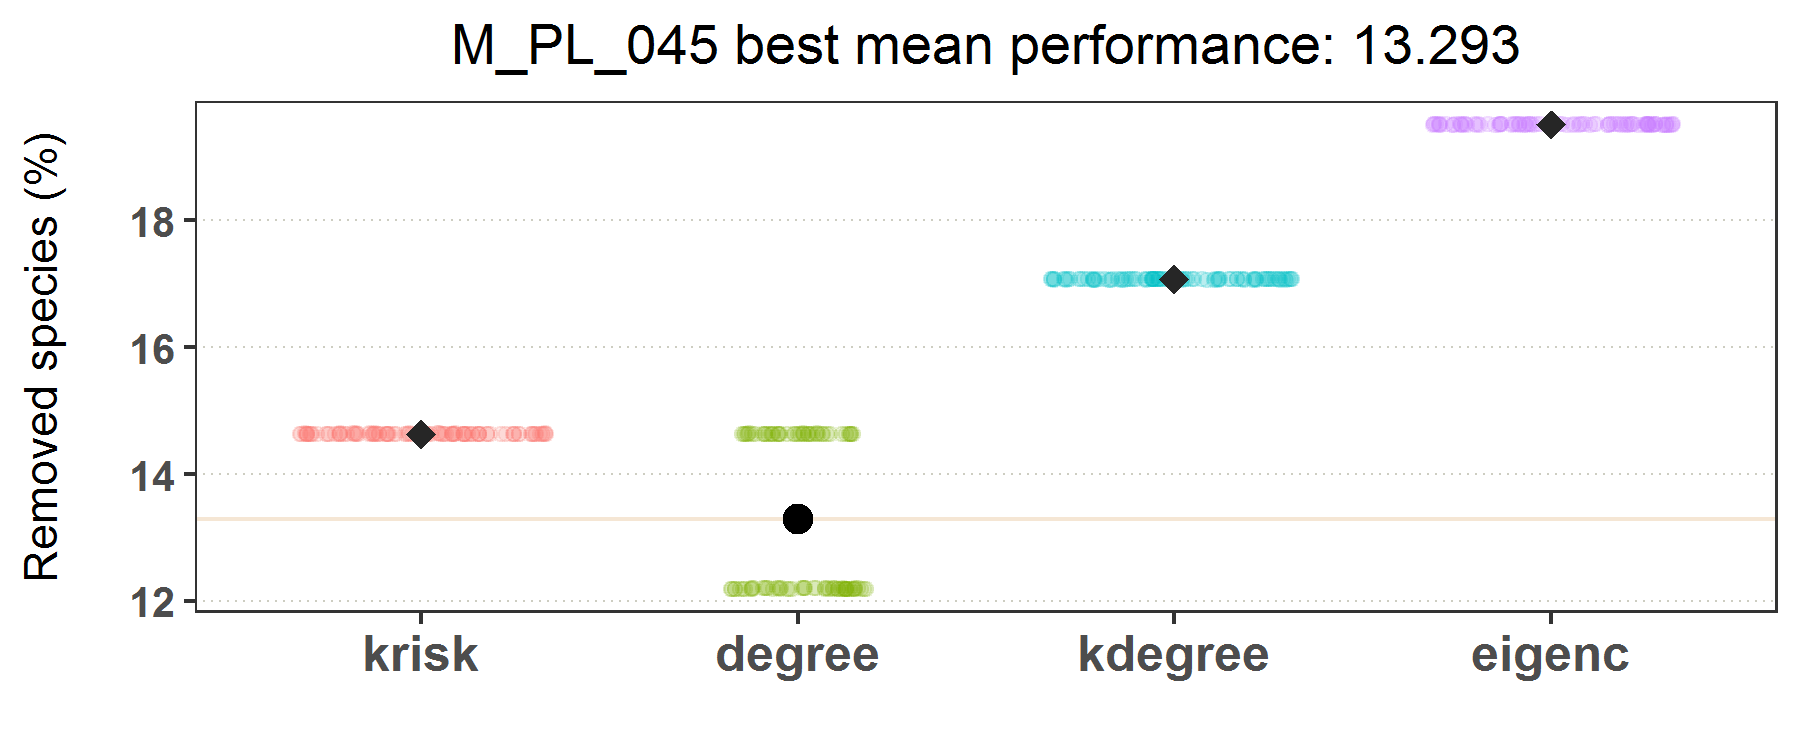 M_PL_045 best mean performance: 13.293
Removed species (%)
18
16
14
12
krisk degree kdegree eigenc